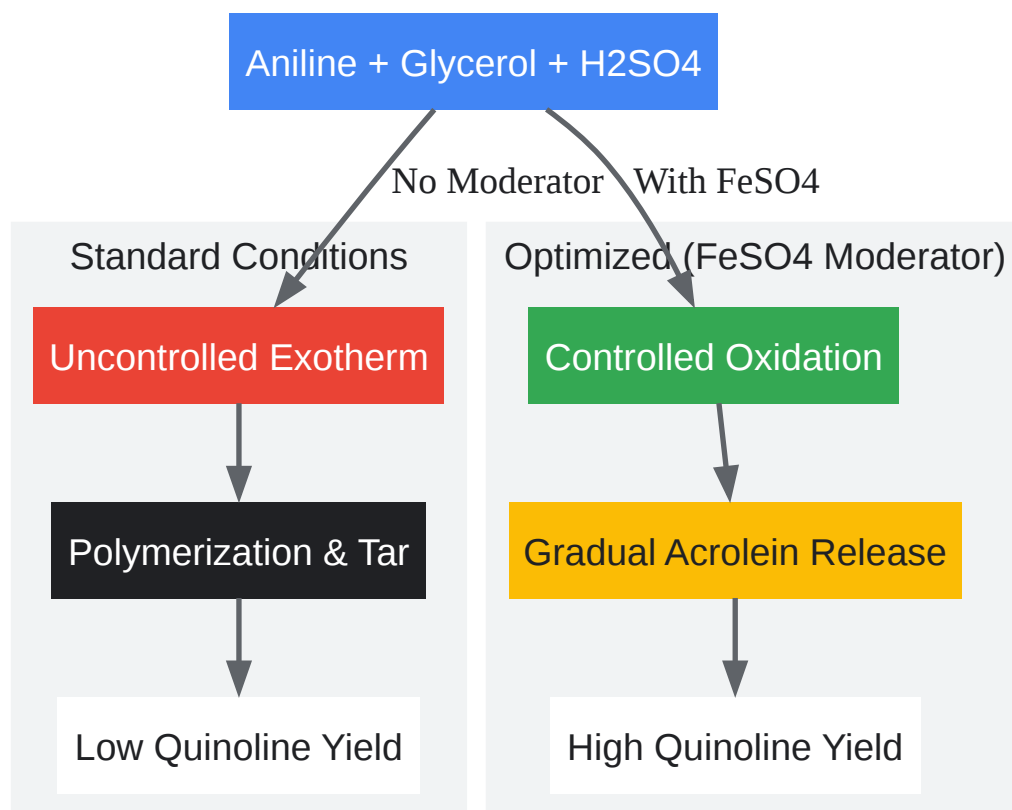 Aniline + Glycerol + H2SO4
No Moderator
With FeSO4
Standard Conditions
Optimized (FeSO4 Moderator)
Uncontrolled Exotherm
Controlled Oxidation
Polymerization & Tar
Gradual Acrolein Release
Low Quinoline Yield
High Quinoline Yield